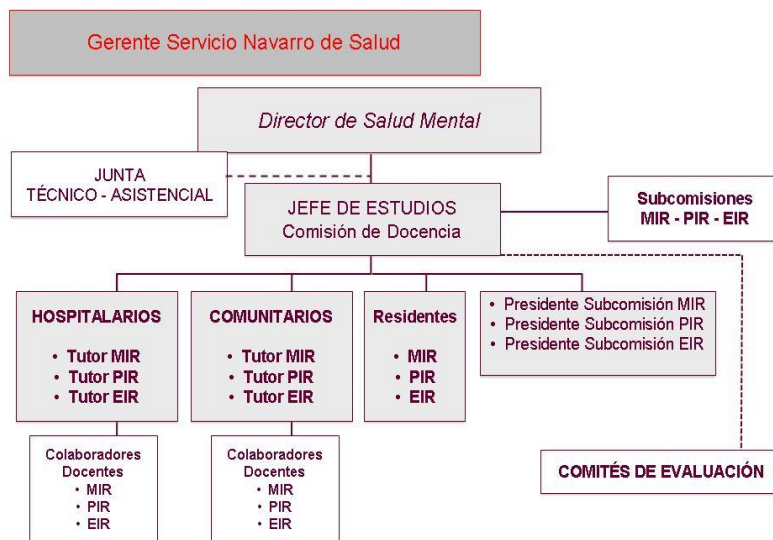 Gerente Servicio Navarro de Salud
Director de Salud Mental
JUNTA
TÉCNICO - ASISTENCIAL
JEFE DE ESTUDIOS
Comisión de Docencia
Subcomisiones
MIR - PIR - EIR
HOSPITALARIOS
• Tutor MIR
• Tutor PIR
• Tutor EIR
COMUNITARIOS
• Tutor MIR
• Tutor PIR
• Tutor EIR
Residentes
• MIR
• PIR
• EIR
• Presidente Subcomisión MIR
• Presidente Subcomisión PIR
• Presidente Subcomisión EIR
Colaboradores
Docentes
• MIR
• PIR
• EIR
Colaboradores
Docentes
• MIR
• PIR
• EIR
COMITÉS DE EVALUACIÓN